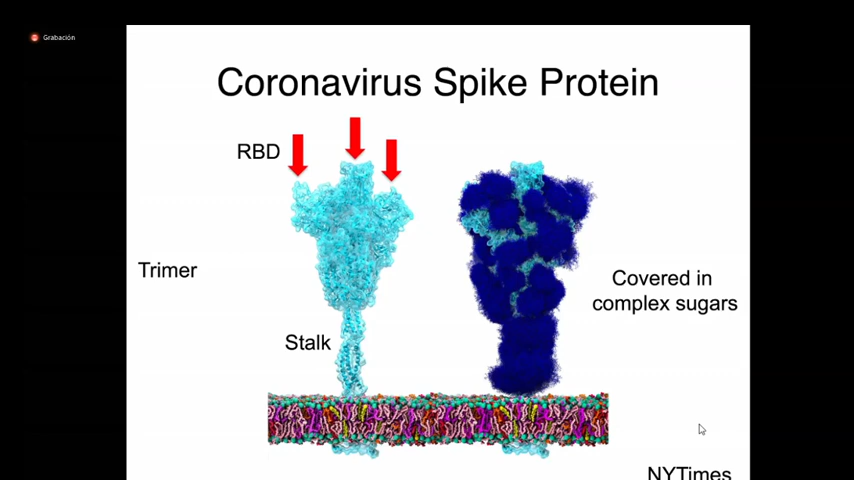 Grabación
Coronavirus Spike Protein
RBD
Trimer
Covered in
complex sugars
Stalk
NYTimes